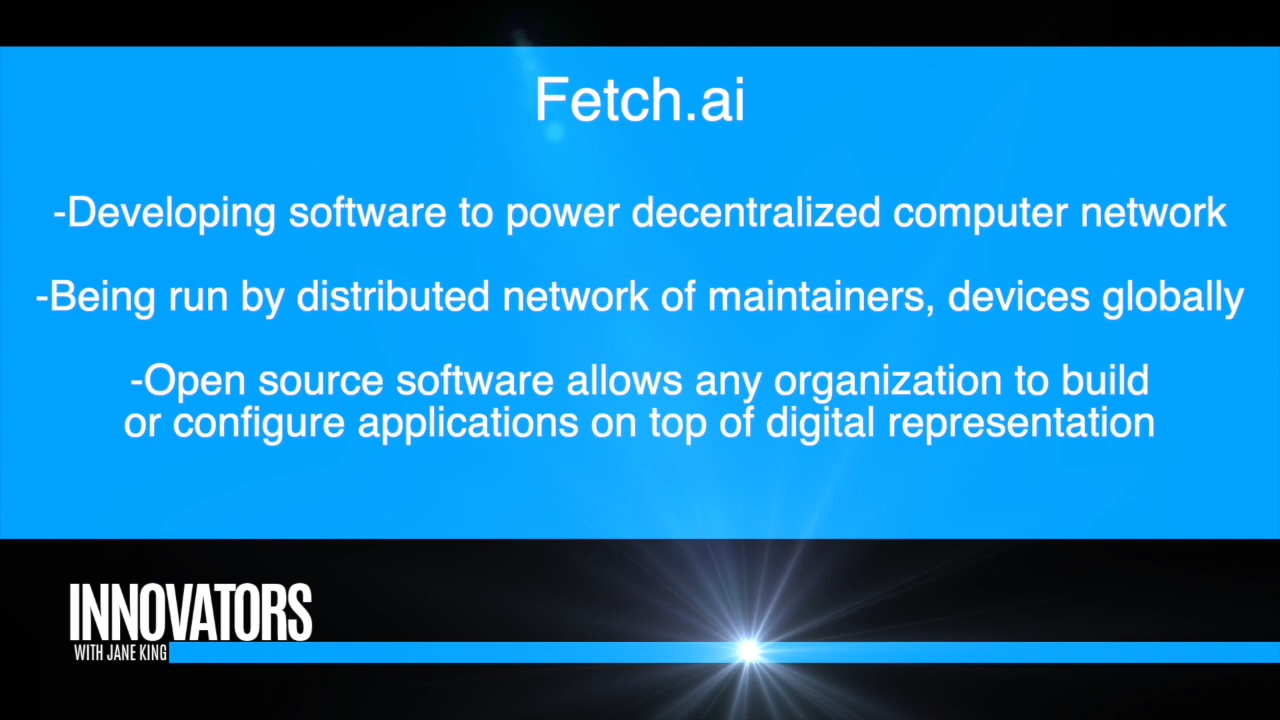 Fetch.ai
-Developing software to power decentralized computer network
-Being run by distributed network of maintainers, devices globally
-Open source software allows any organization to build
or configure applications on top of digital representation
INNOVATORS
WITH JANE KING